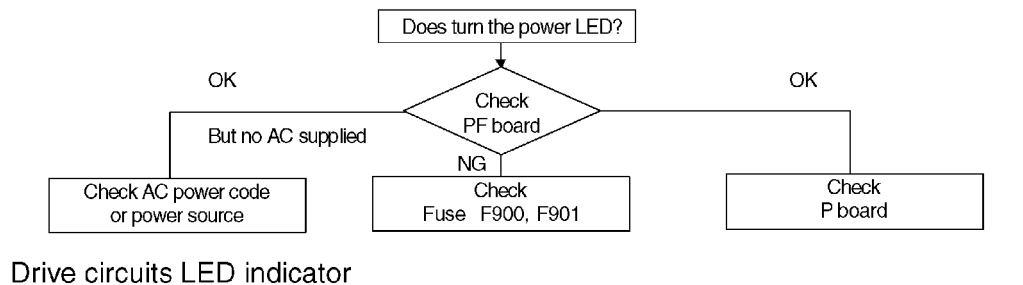 Does turn the power LED?
OK
OK
Check
PF board
But no AC supplied
NG
Check AC power code
or power source
Check
Fuse F900, F901
Check
P board
Drive circuits LED indicator